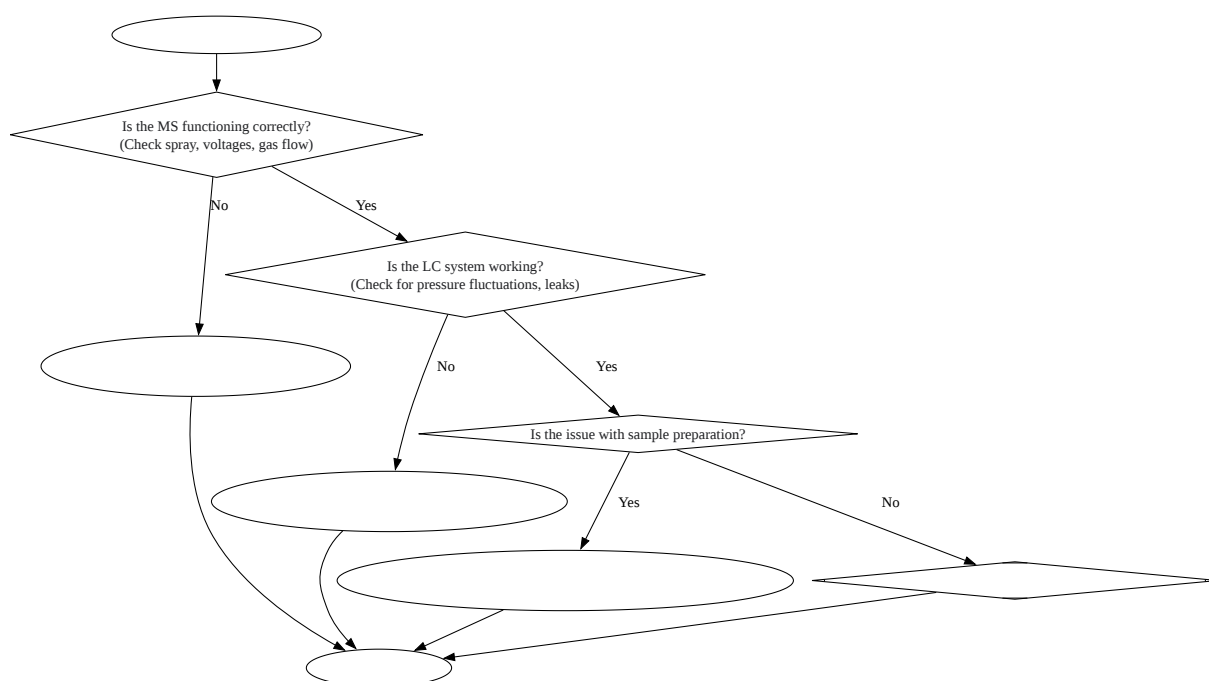 Is the MS functioning correctly?
(Check spray, voltages, gas flow)
No
Yes
Is the LC system working?
(Check for pressure fluctuations, leaks)
No
Yes
Is the issue with sample preparation?
Yes
No